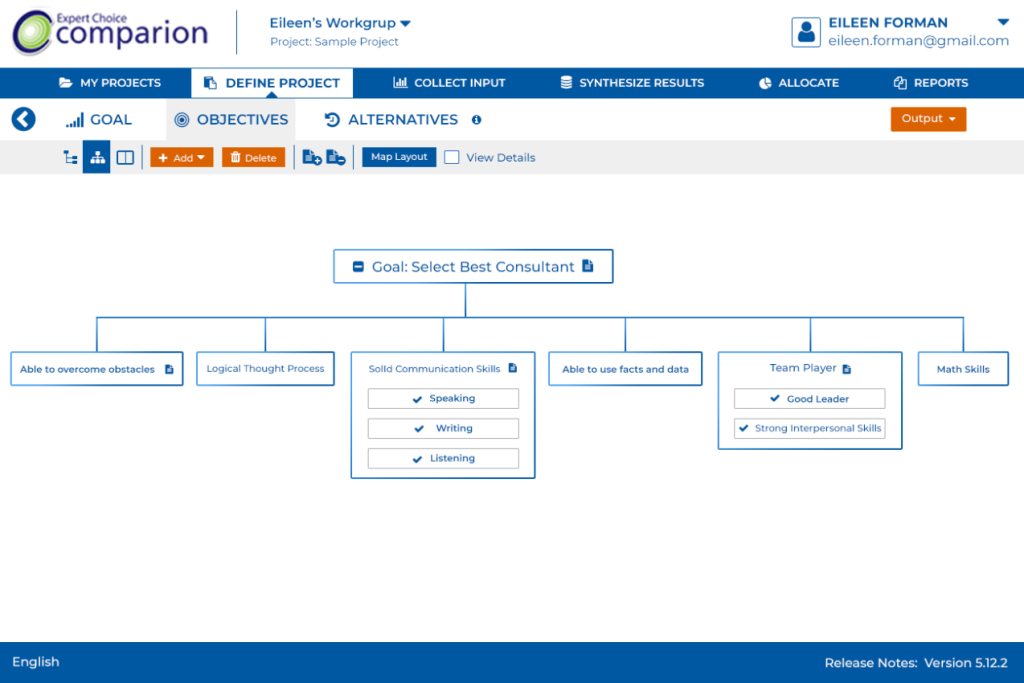 Expert Choice
comparion
Eileen's Workgrup
Project: Sample Project
EILEEN FORMAN
eileen.forman@gmail.com
MY PROJECTS
DEFINE PROJECT
COLLECT INPUT
SYNTHESIZE RESULTS
ALLOCATE
REPORTS
GOAL
OBJECTIVES
ALTERNATIVES
Output
Add
Delete
Map Layout
View Details
Goal: Select Best Consultant
Able to overcome obstacles
Logical Thought Process
Solld Communication Skills
Speaking
Writing
Listening
Able to use facts and data
Team Player
Good Leader
Strong Interpersonal Skills
Math Skills
English
Release Notes: Version 5.12.2